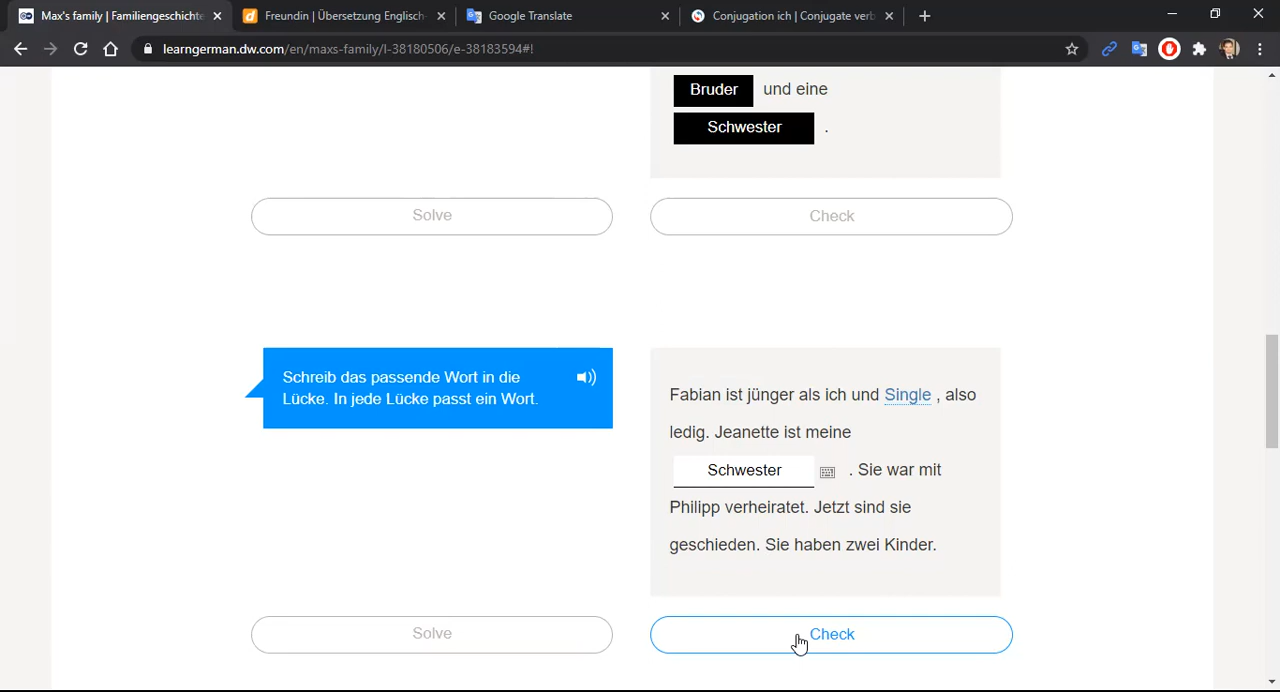 Max's family | Familiengeschichte
Freundin | Übersetzung Englisch-
Google Translate
Conjugation ich | Conjugate verb
learngerman.dw.com/en/maxs-family/l-38180506/e-38183594#!
Bruder und eine
Schwester .
Solve
Check
Schreib das passende Wort in die
Lücke. In jede Lücke passt ein Wort.
Fabian ist jünger als ich und Single , also
ledig. Jeanette ist meine
Schwester . Sie war mit
Philipp verheiratet. Jetzt sind sie
geschieden. Sie haben zwei Kinder.
Solve
Check